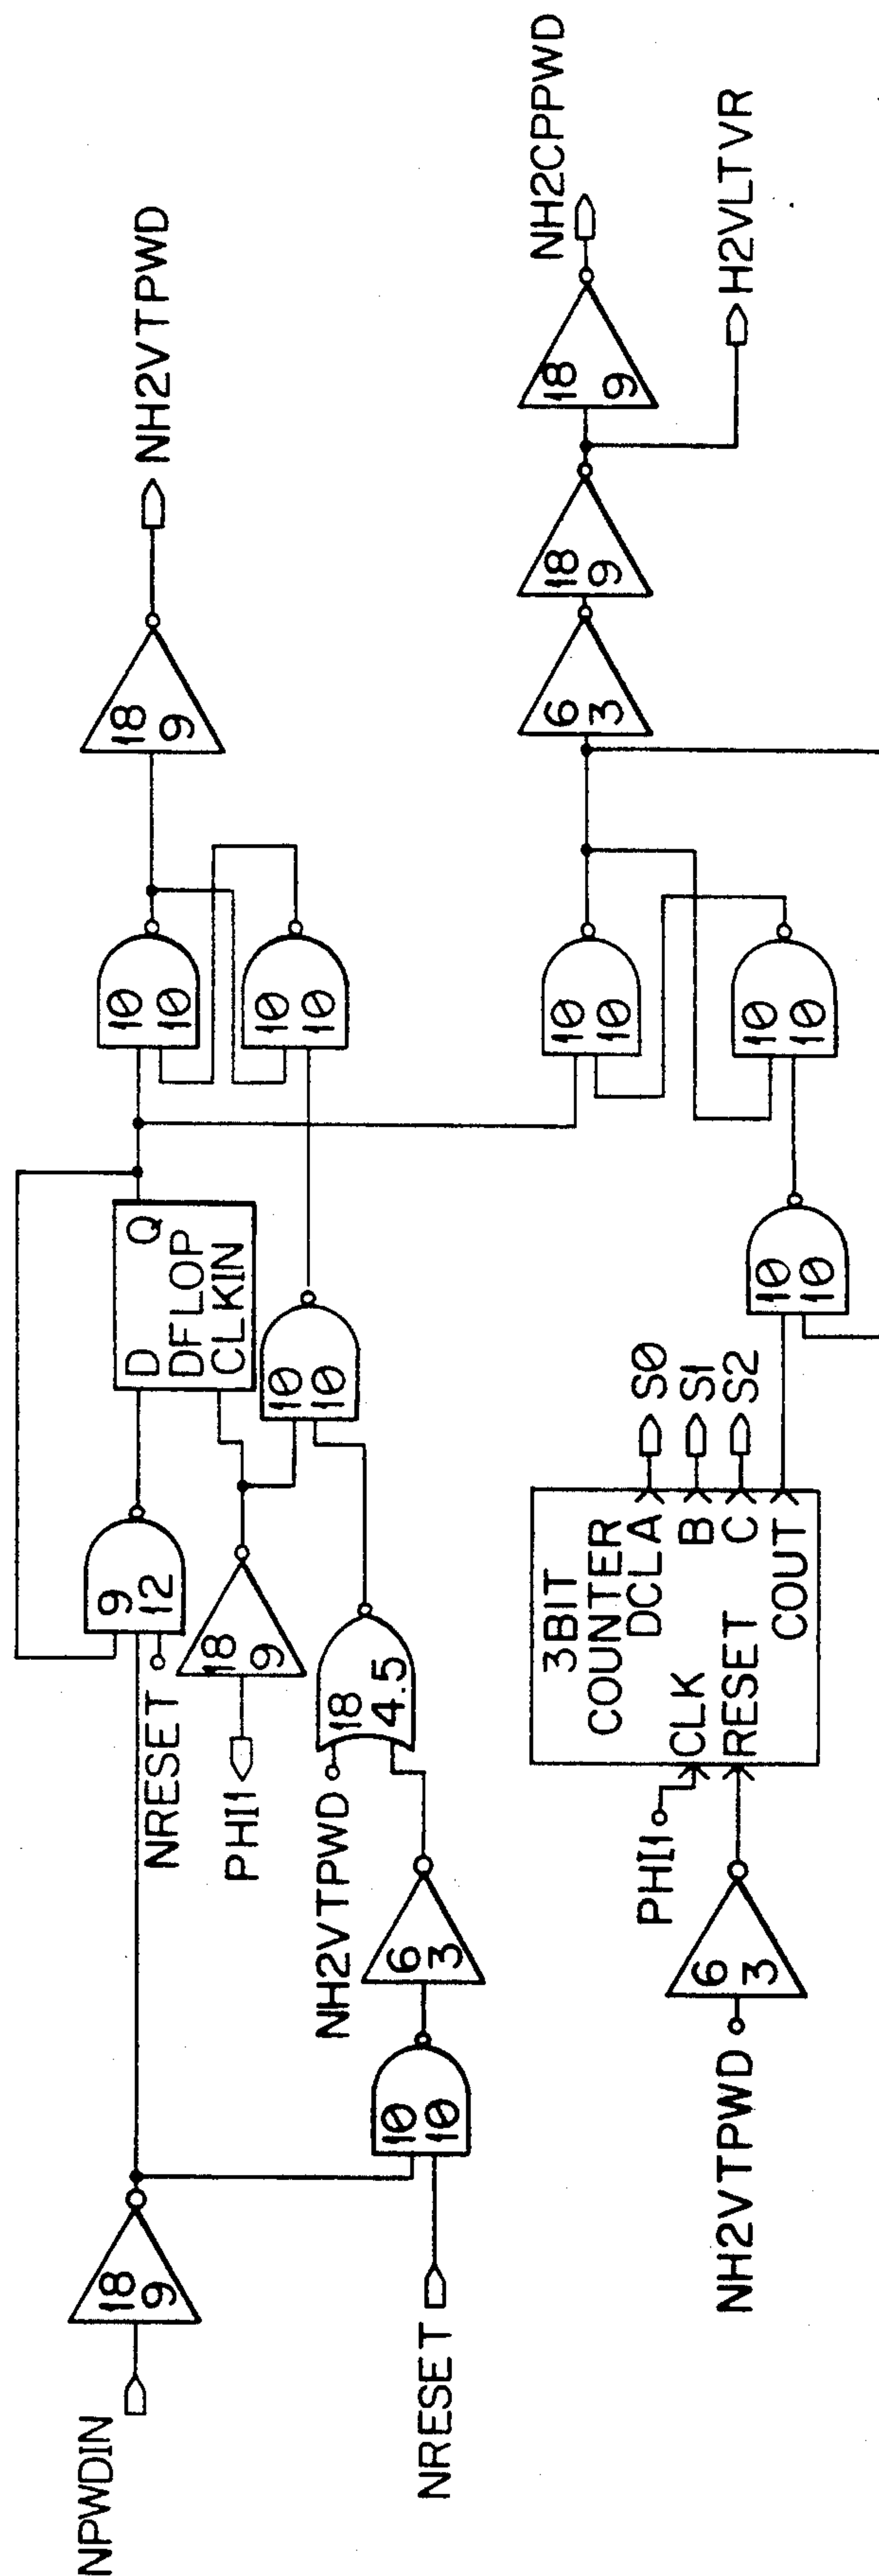 NPWDIN
18
9
NRESET
10
10
6
3
NH2VTPWD
18
4.5
NRESET
9
12
PHI1
18
9
D Q
DFLOP
CLKIN
10
10
10
10
10
10
18
9
NH2VTPWD
NH2VTPWD
6
3
PHI1
3BIT
COUNTER
DCLA
CLK
B
RESET
C
COUT
S0
S1
S2
10
10
10
10
10
10
6
3
18
9
18
9
NH2CPPWD
H2VLTVR